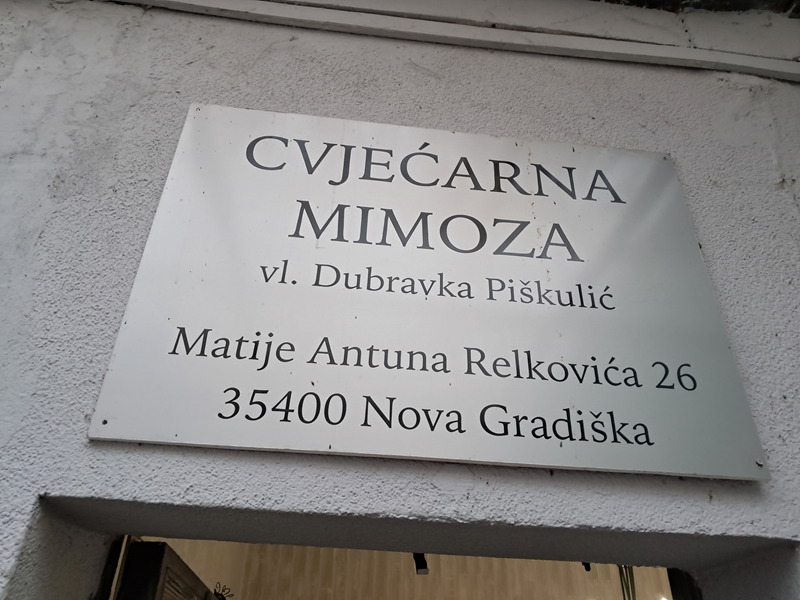 CVJEĆARNA
MIMOZA
vl. Dubravka Piškulić
Matije Antuna Relkovića 26
35400 Nova Gradiška